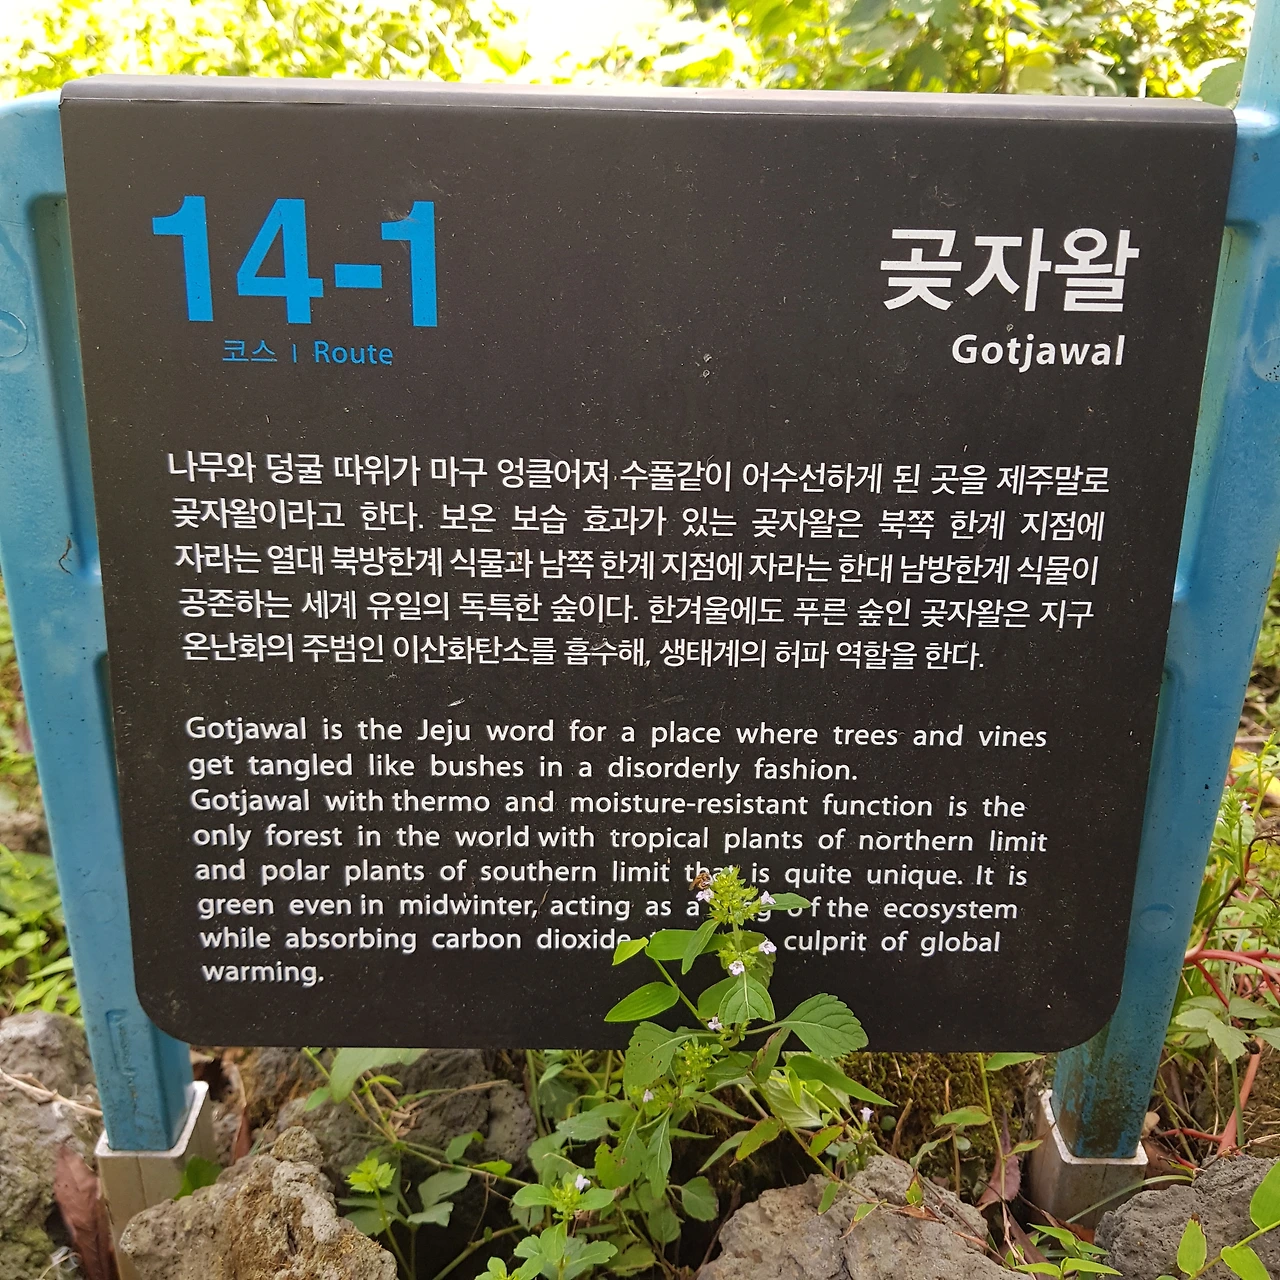 14-1
코스 | Route
곶자왈
Gotjawal
나무와 덩굴 따위가 마구 엉클어져 수풀같이 어수선하게 된 곳을 제주말로
곶자왈이라고 한다. 보온 보습 효과가 있는 곶자왈은 북쪽 한계 지점에
자라는 열대 북방한계 식물과 남쪽 한계 지점에 자라는 한대 남방한계 식물이
공존하는 세계 유일의 독특한 숲이다. 한겨울에도 푸른 숲인 곶자왈은 지구
온난화의 주범인 이산화탄소를 흡수해, 생태계의 허파 역할을 한다.
Gotjawal is the Jeju word for a place where trees and vines
get tangled like bushes in a disorderly fashion.
Gotjawal with thermo and moisture-resistant function is the
only forest in the world with tropical plants of northern limit
and polar plants of southern limit that is quite unique. It is
green even in midwinter, acting as a of the ecosystem
while absorbing carbon dioxide culprit of global
warming.